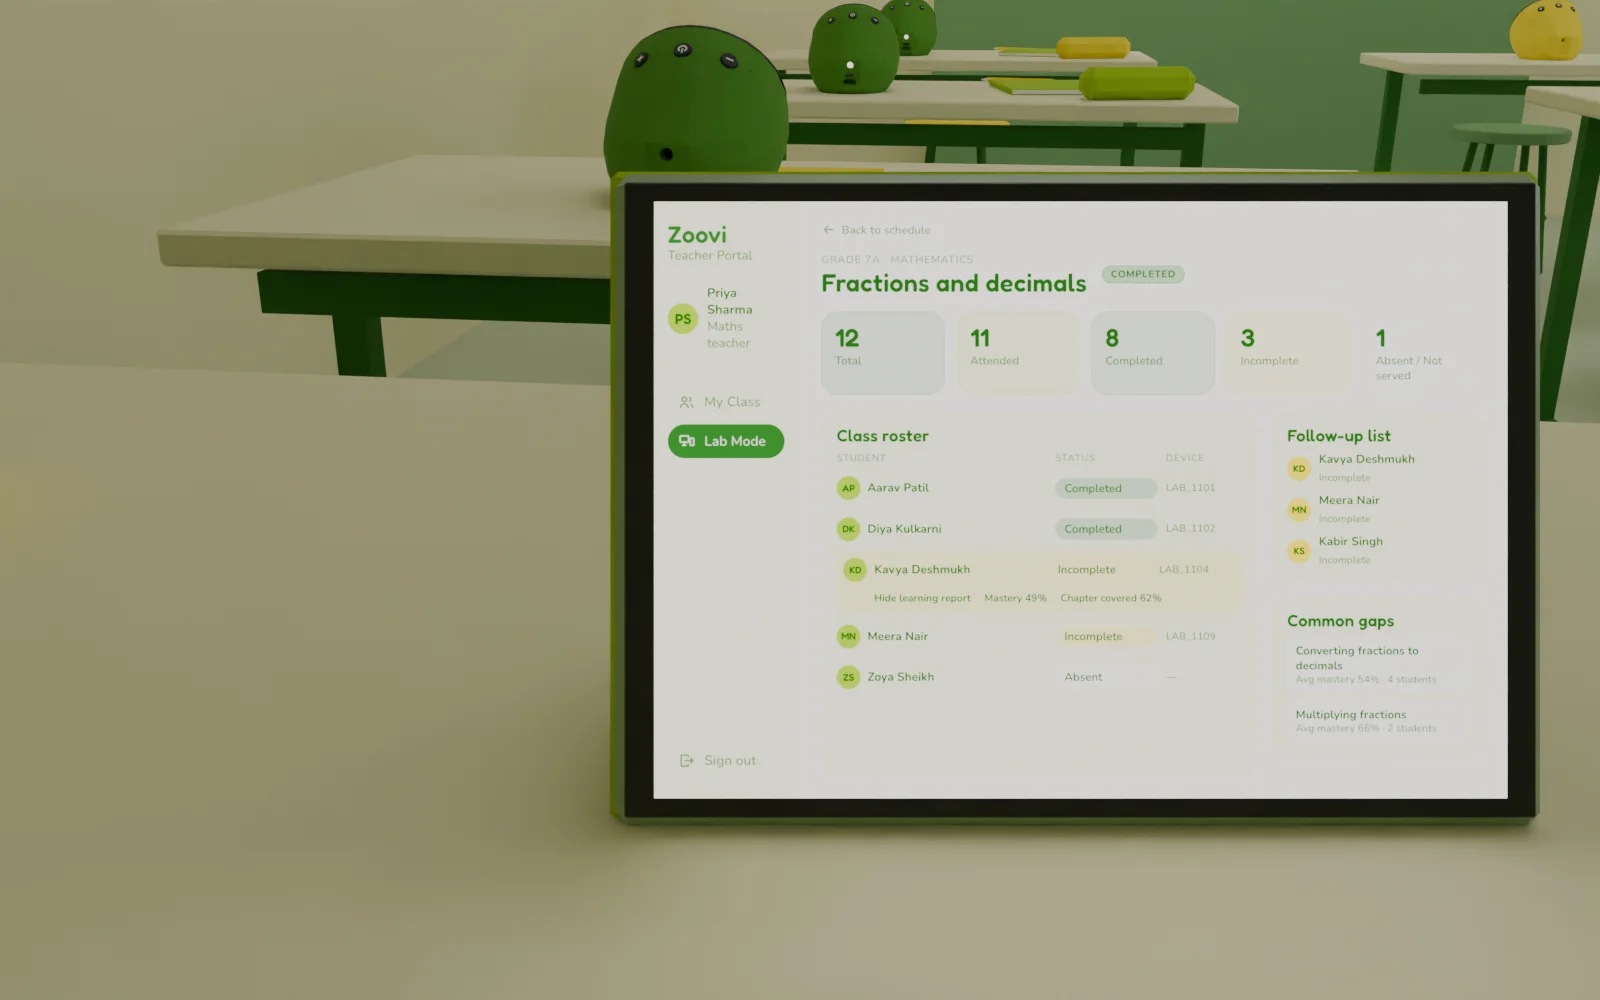 Zoovi
Teacher Portal
PS
Priya
Sharma
Maths
teacher
My Class
Lab Mode
Sign out
Back to schedule
GRADE 7A · MATHEMATICS
Fractions and decimals
COMPLETED
12
Total
11
Attended
8
Completed
3
Incomplete
1
Absent / Not
served
Class roster
STUDENT STATUS DEVICE
AP Aarav Patil Completed LAB_1101
DK Diya Kulkarni Completed LAB_1102
KD Kavya Deshmukh Incomplete LAB_1104
Hide learning report Mastery 49% Chapter covered 62%
MN Meera Nair Incomplete LAB_1109
ZS Zoya Sheikh Absent —
Follow-up list
KD Kavya Deshmukh
Incomplete
MN Meera Nair
Incomplete
KS Kabir Singh
Incomplete
Common gaps
Converting fractions to
decimals
Avg mastery 54% · 4 students
Multiplying fractions
Avg mastery 66% · 2 students